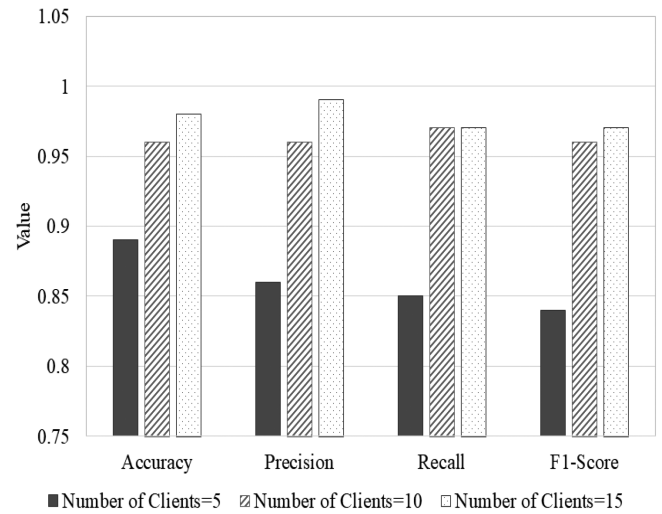 1.05
1
0.95
0.9
0.85
0.8
0.75
Value
Accuracy Precision Recall F1-Score
Number of Clients=5 Number of Clients=10 Number of Clients=15